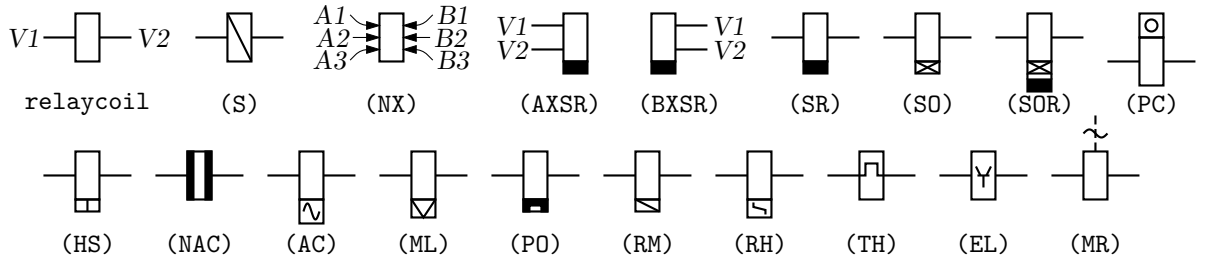 A1 B1 V1 V1
V1 V2 A2 B2 V2 V2
A3 B3
relaycoil (S) (NX) (AXSR) (BXSR) (SR) (SO) (SOR) (PC)
(HS) (NAC) (AC) (ML) (PO) (RM) (RH) (TH) (EL) (MR)